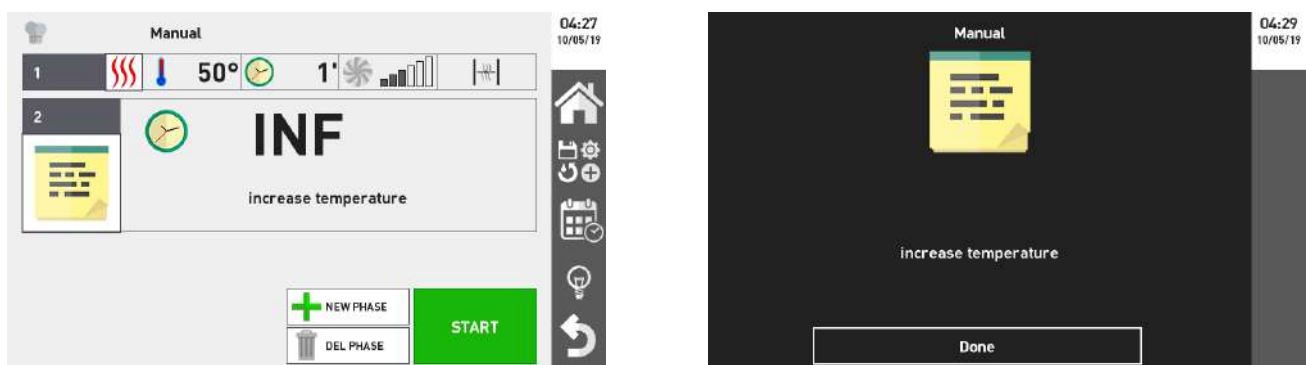 Manual
04:27
10/05/19
1 50° 1'
2
INF
increase temperature
NEW PHASE
DEL PHASE
START
Manual
04:29
10/05/19
increase temperature
Done